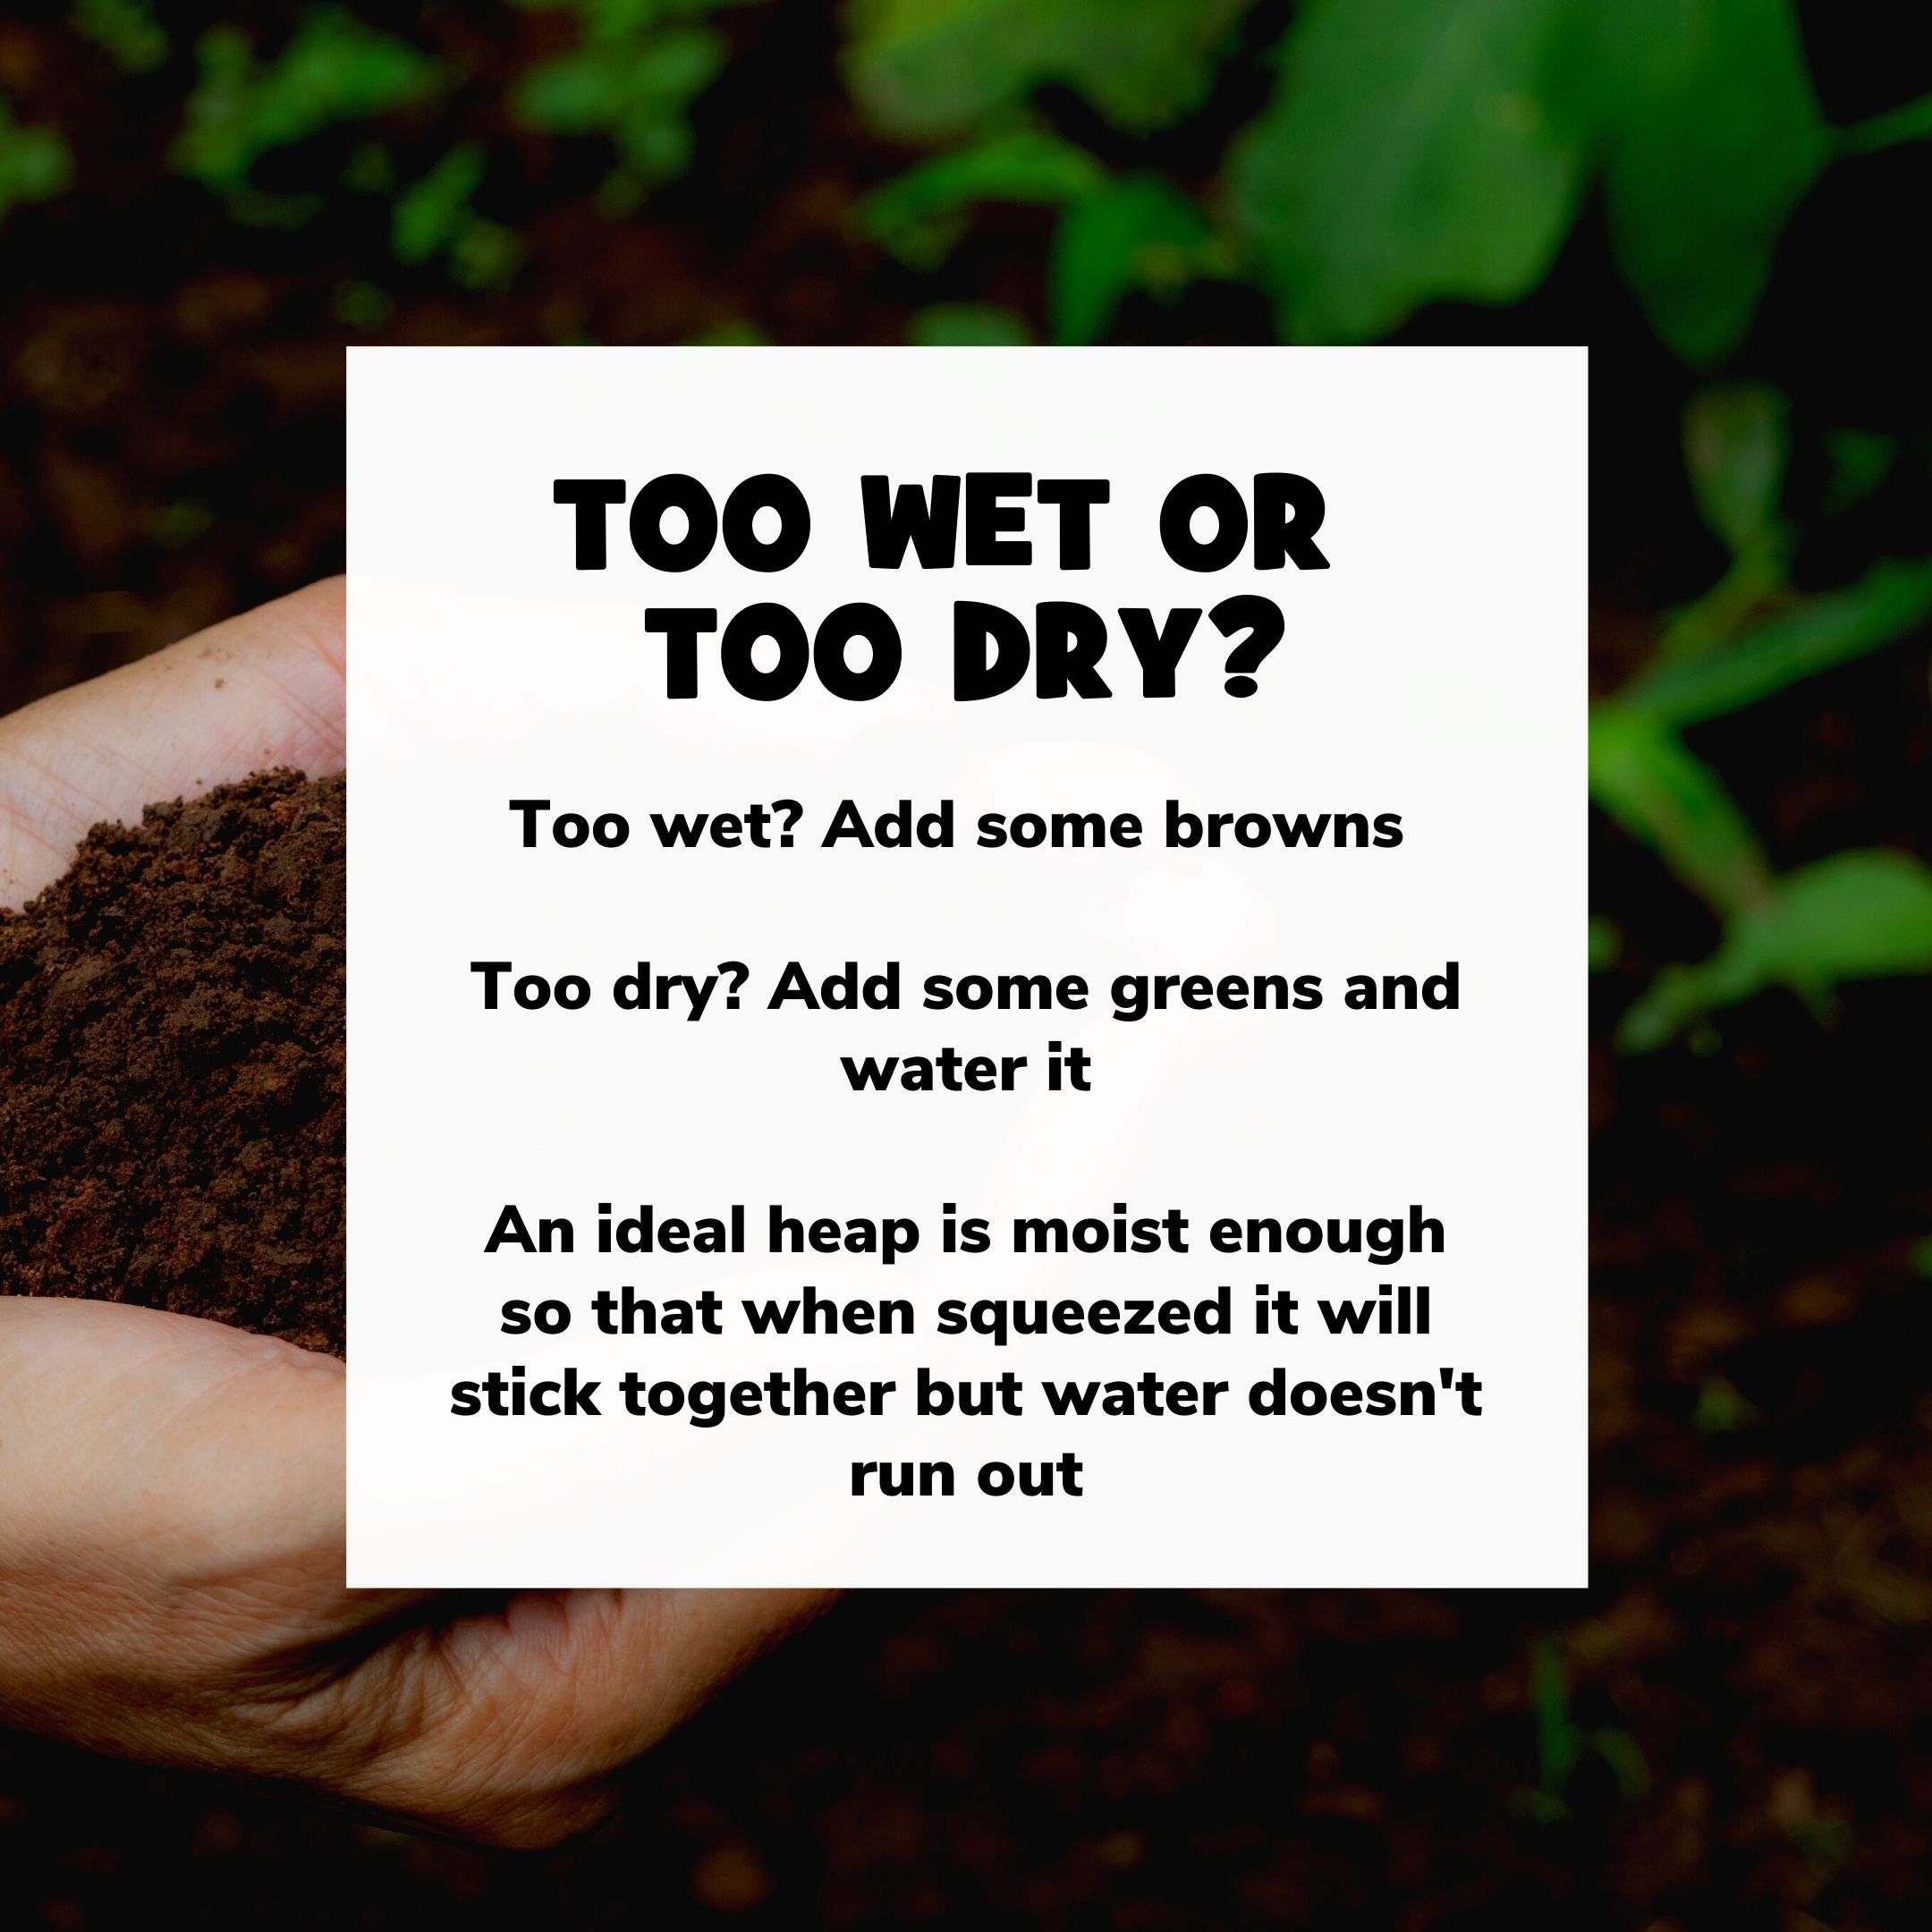 TOO WET OR
TOO DRY?
Too wet? Add some browns
Too dry? Add some greens and
water it
An ideal heap is moist enough
so that when squeezed it will
stick together but water doesn't
run out